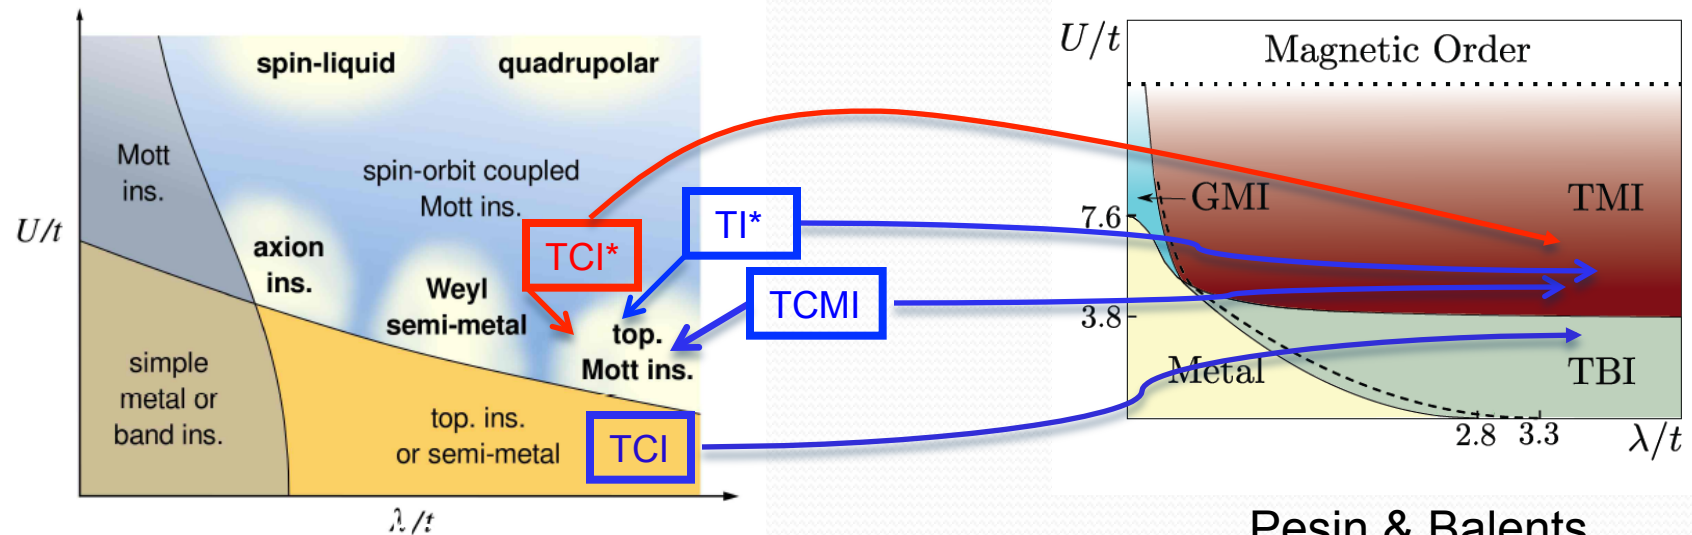 spin-liquid
quadrupolar
Mott
ins.
spin-orbit coupled
Mott ins.
U/t
axion
ins.
Weyl
semi-metal
TCI*
TI*
TCMI
top.
Mott ins.
simple
metal or
band ins.
top. ins.
or semi-metal
TCI
λ/t
U/t
Magnetic Order
GMI
TMI
7.6
3.8
Metal
TBI
2.8
3.3
λ/t
Pesin & Balents